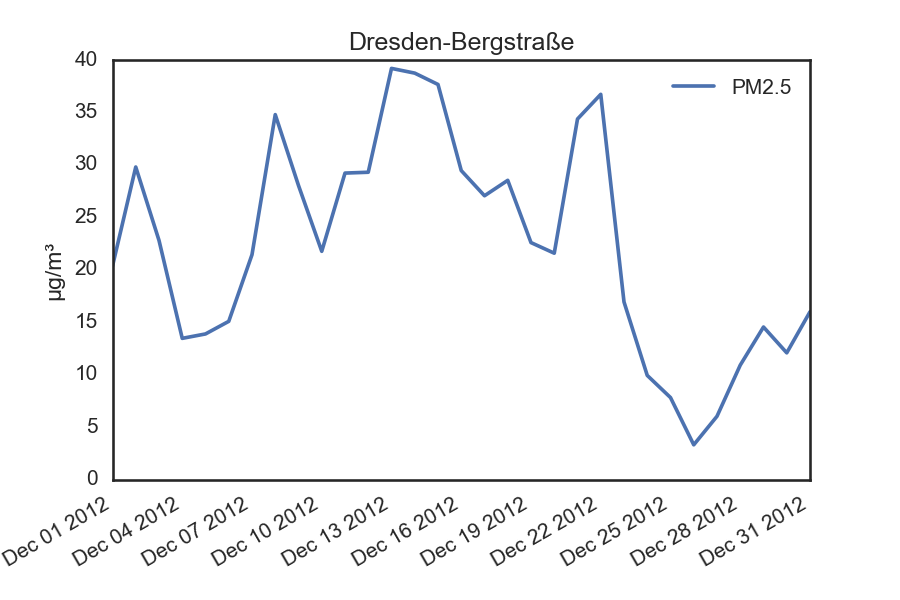 Dresden-Bergstraße
PM2.5
µg/m³
40
35
30
25
20
15
10
5
0
Dec 01 2012
Dec 04 2012
Dec 07 2012
Dec 10 2012
Dec 13 2012
Dec 16 2012
Dec 19 2012
Dec 22 2012
Dec 25 2012
Dec 28 2012
Dec 31 2012